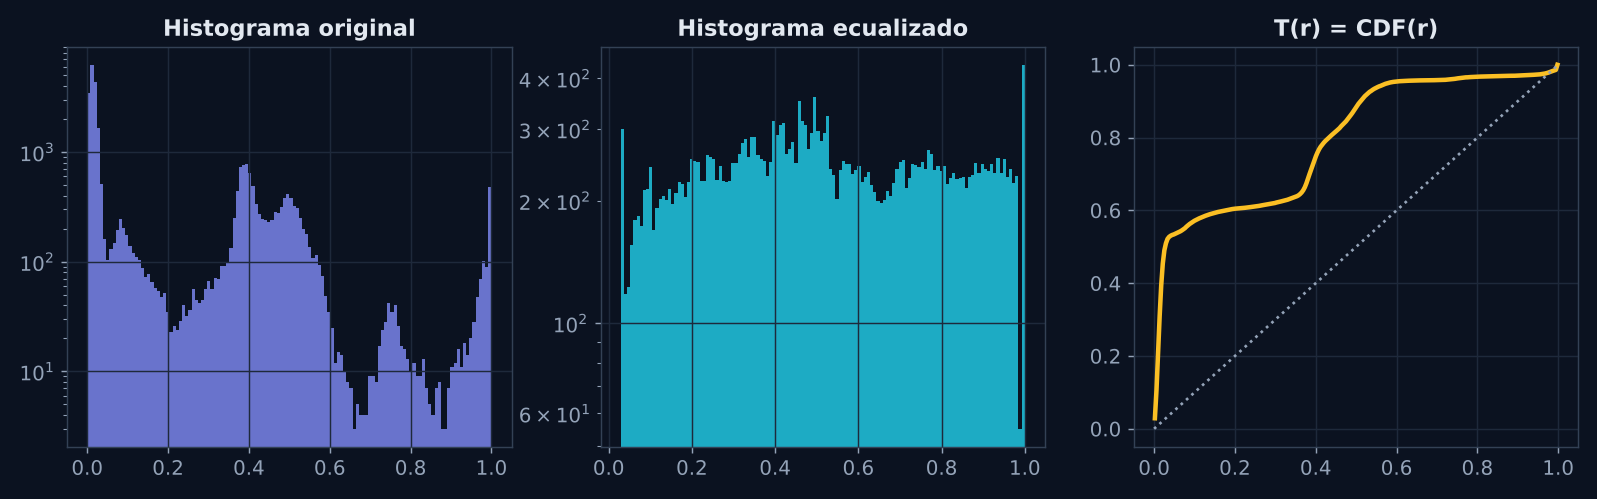 Histograma original
10³
10²
10¹
0.0 0.2 0.4 0.6 0.8 1.0
Histograma ecualizado
4 × 10²
3 × 10²
2 × 10²
10²
6 × 10¹
0.0 0.2 0.4 0.6 0.8 1.0
T(r) = CDF(r)
1.0
0.8
0.6
0.4
0.2
0.0
0.0 0.2 0.4 0.6 0.8 1.0